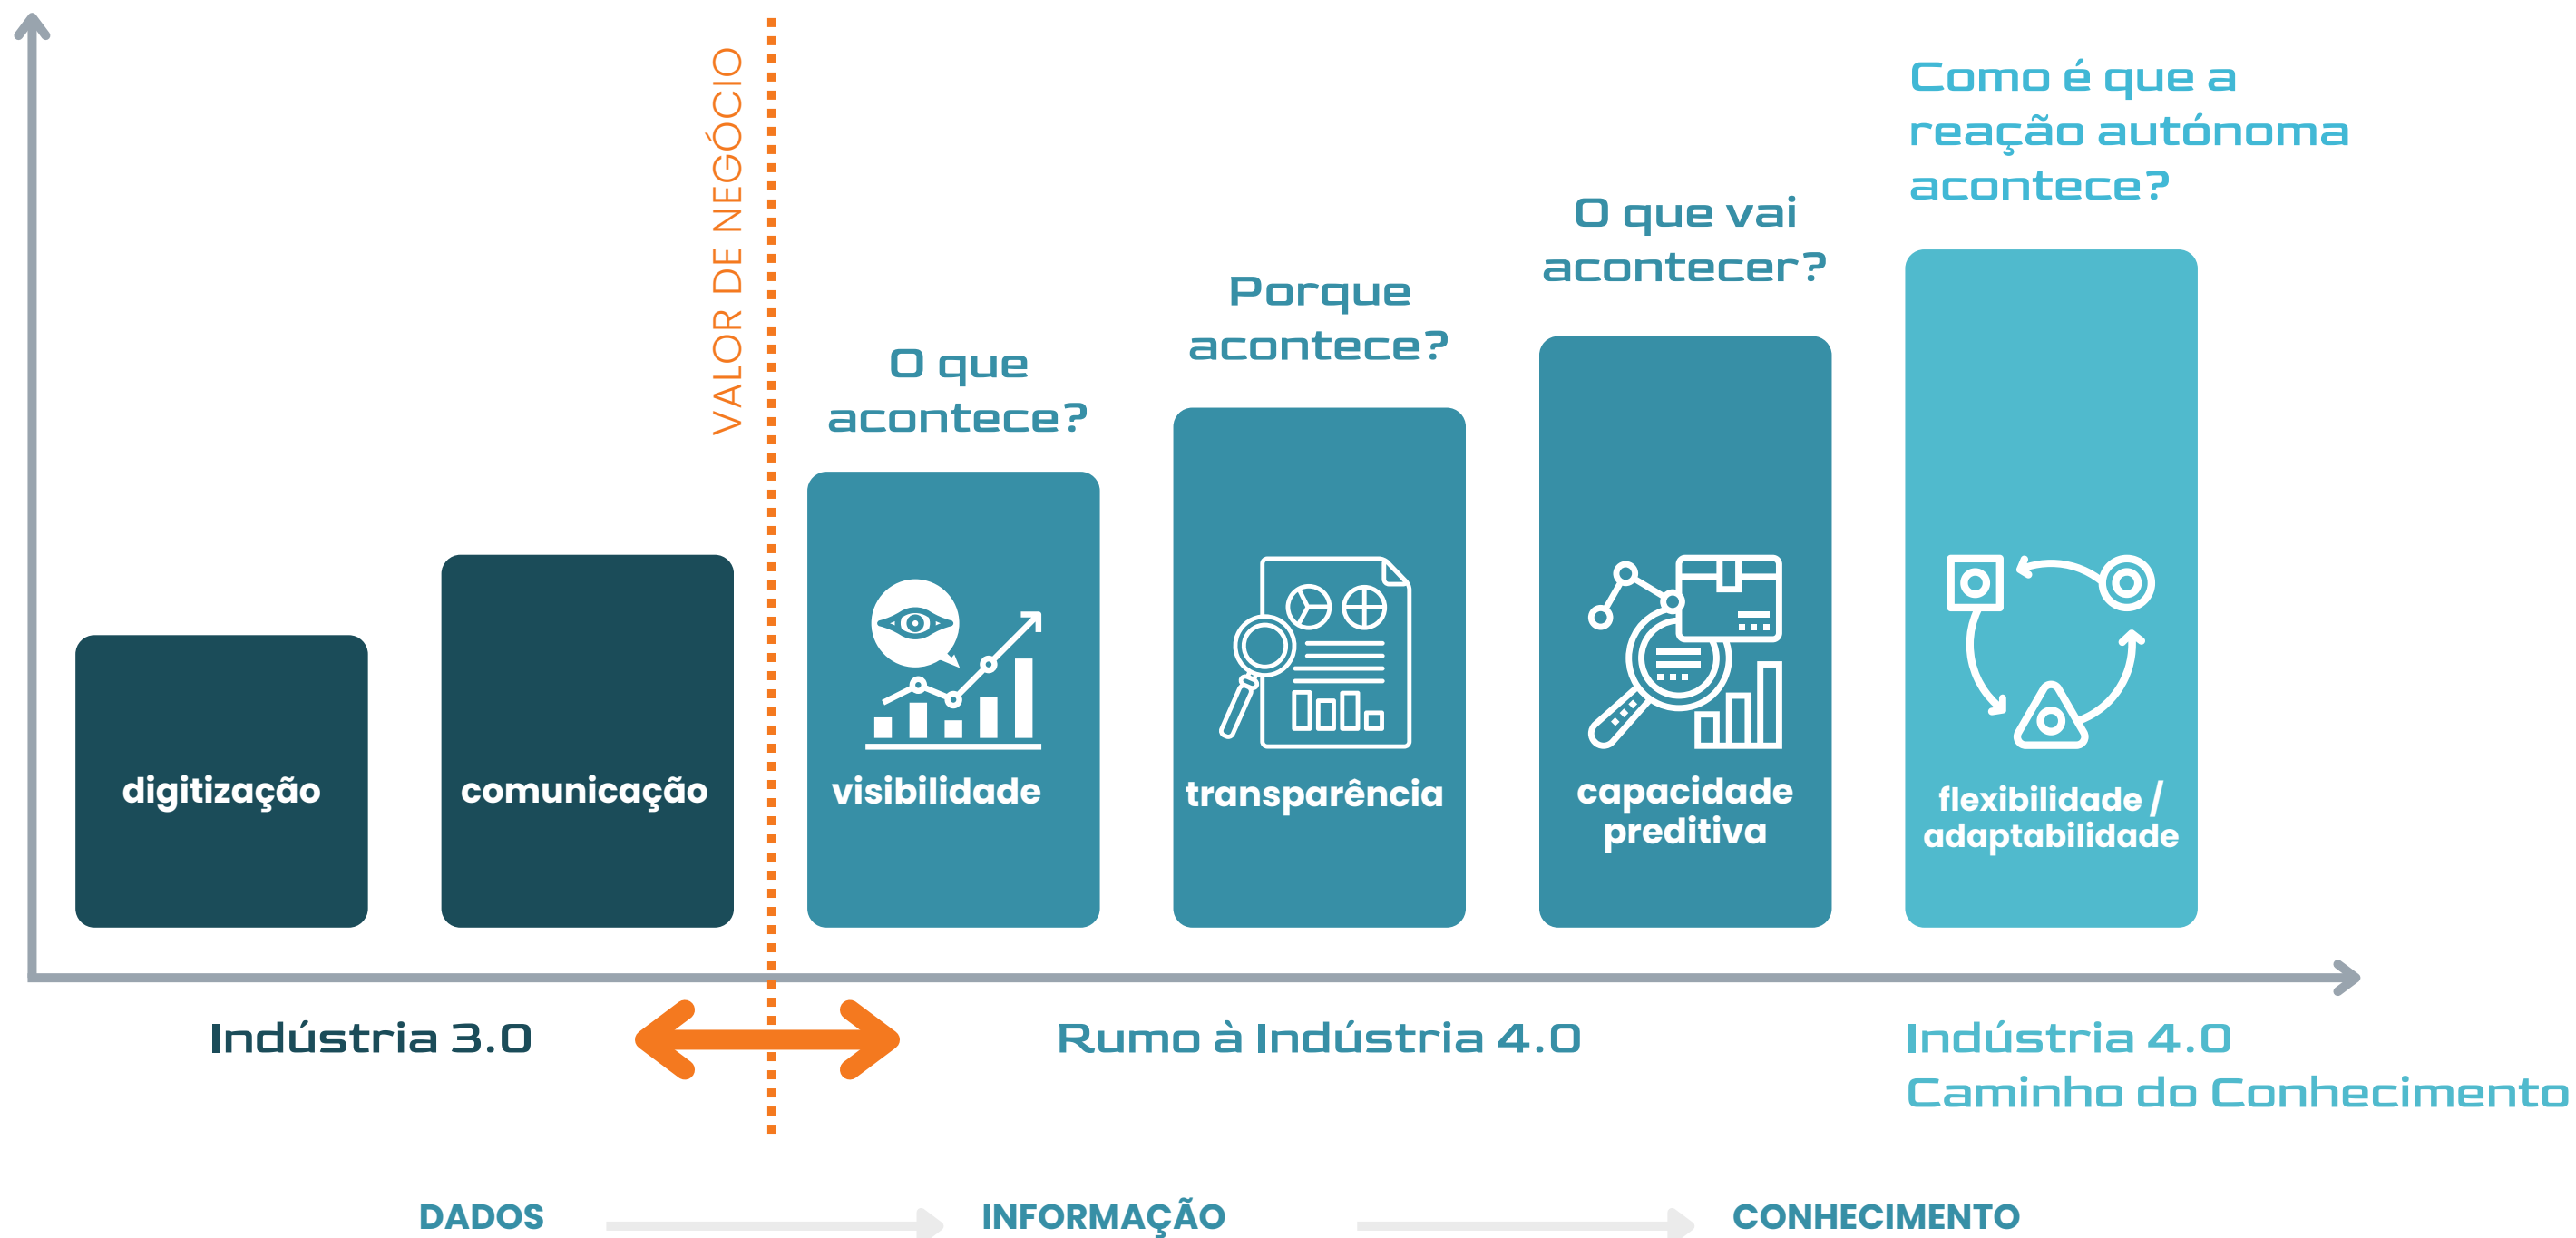 VALOR DE NEGÓCIO
O que
acontece?
Porque
acontece?
O que vai
acontecer?
Como é que a
reação autónoma
acontece?
digitização
comunicação
visibilidade
transparência
capacidade
preditiva
flexibilidade /
adaptabilidade
Indústria 3.0
Rumo à Indústria 4.0
Indústria 4.0
Caminho do Conhecimento
DADOS
INFORMAÇÃO
CONHECIMENTO